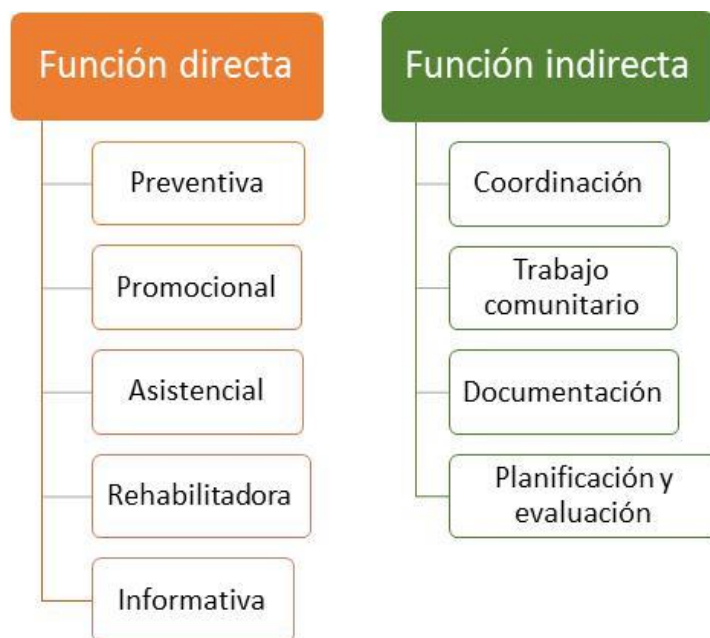 Función directa
Preventiva
Promocional
Asistencial
Rehabilitadora
Informativa
Función indirecta
Coordinación
Trabajo
comunitario
Documentación
Planificación y
evaluación